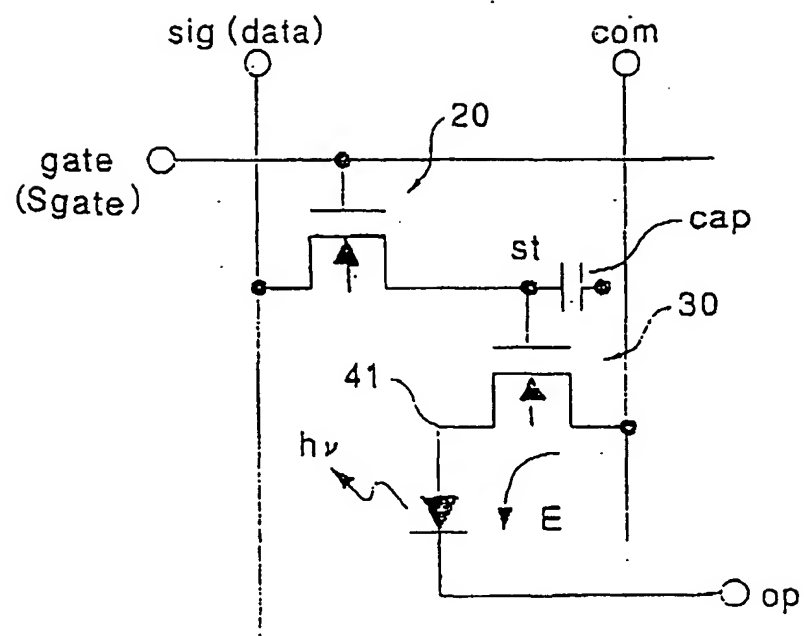 sig (data)
com
20
gate
(Sgate)
cap
st
30
41
hν
E
op